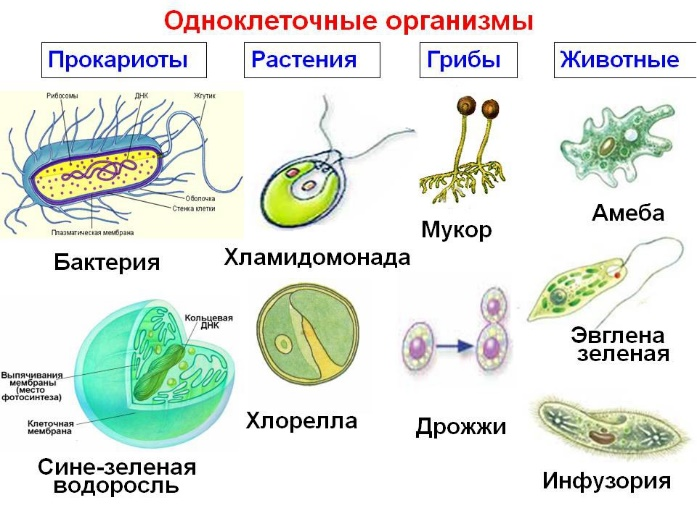 Одноклеточные организмы
Прокариоты
Растения
Грибы
Животные
Рибосомы
ДНК
Жгутик
Оболочка
Стенка клетки
Плазматическая мембрана
Бактерия
Хламидомонада
Мукор
Амеба
Кольцевая
ДНК
Выпячивания
мембраны
(место
фотосинтеза)
Клеточная
мембрана
Сине-зеленая
водоросль
Хлорелла
Дрожжи
Эвглена
зеленая
Инфузория